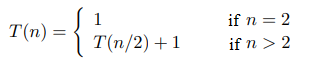 T(n) = { 1 if n = 2
T(n/2) + 1 if n > 2